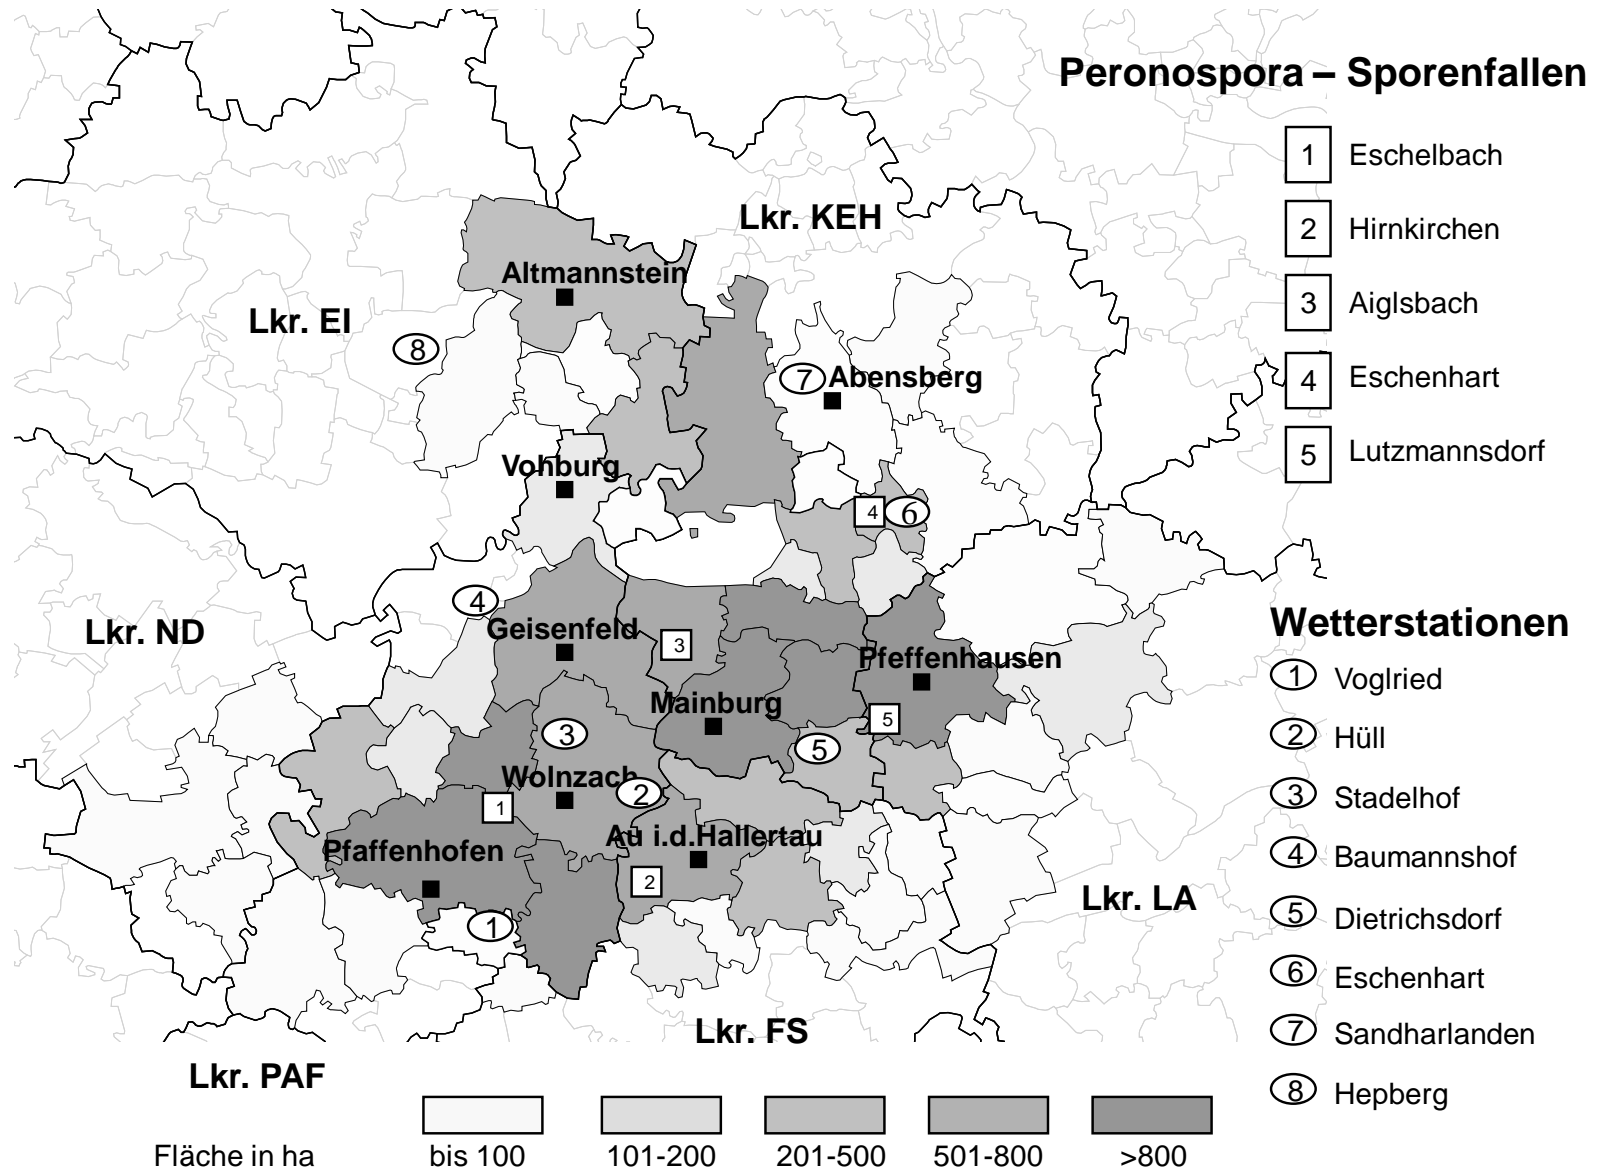 Peronospora – Sporenfallen
1 Eschelbach
2 Hirnkirchen
3 Aiglsbach
4 Eschenhart
5 Lutzmannsdorf
Lkr. KEH
Altmannstein
Lkr. EI
8
7 Abensberg
Vohburg
4 6
4
Lkr. ND
Geisenfeld
3
Pfeffenhausen
Mainburg
5
3
5
Wolnzach
2
1
Au i.d.Hallertau
Pfaffenhofen
2
1
Lkr. LA
Lkr. FS
Lkr. PAF
Wetterstationen
1 Voglried
2 Hüll
3 Stadelhof
4 Baumannshof
5 Dietrichsdorf
6 Eschenhart
7 Sandharlanden
8 Hepberg
Fläche in ha bis 100 101-200 201-500 501-800 >800